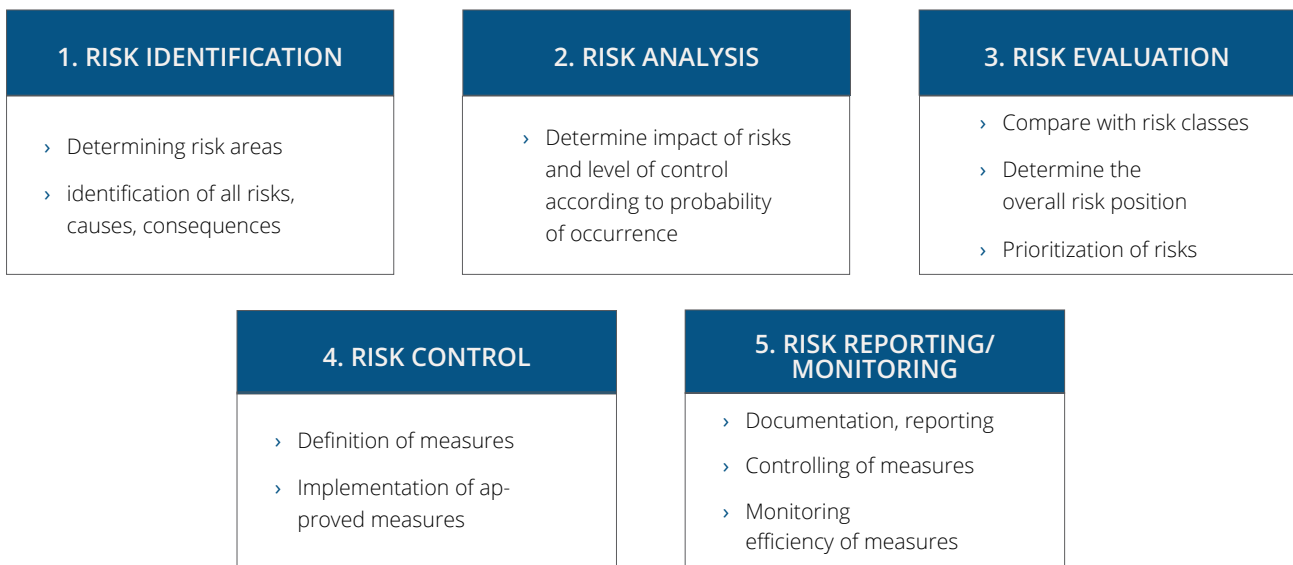 1. RISK IDENTIFICATION
› Determining risk areas
› identification of all risks,
causes, consequences
2. RISK ANALYSIS
› Determine impact of risks
and level of control
according to probability
of occurrence
3. RISK EVALUATION
› Compare with risk classes
› Determine the
overall risk position
› Prioritization of risks
4. RISK CONTROL
› Definition of measures
› Implementation of ap-
proved measures
5. RISK REPORTING/
MONITORING
› Documentation, reporting
› Controlling of measures
› Monitoring
efficiency of measures